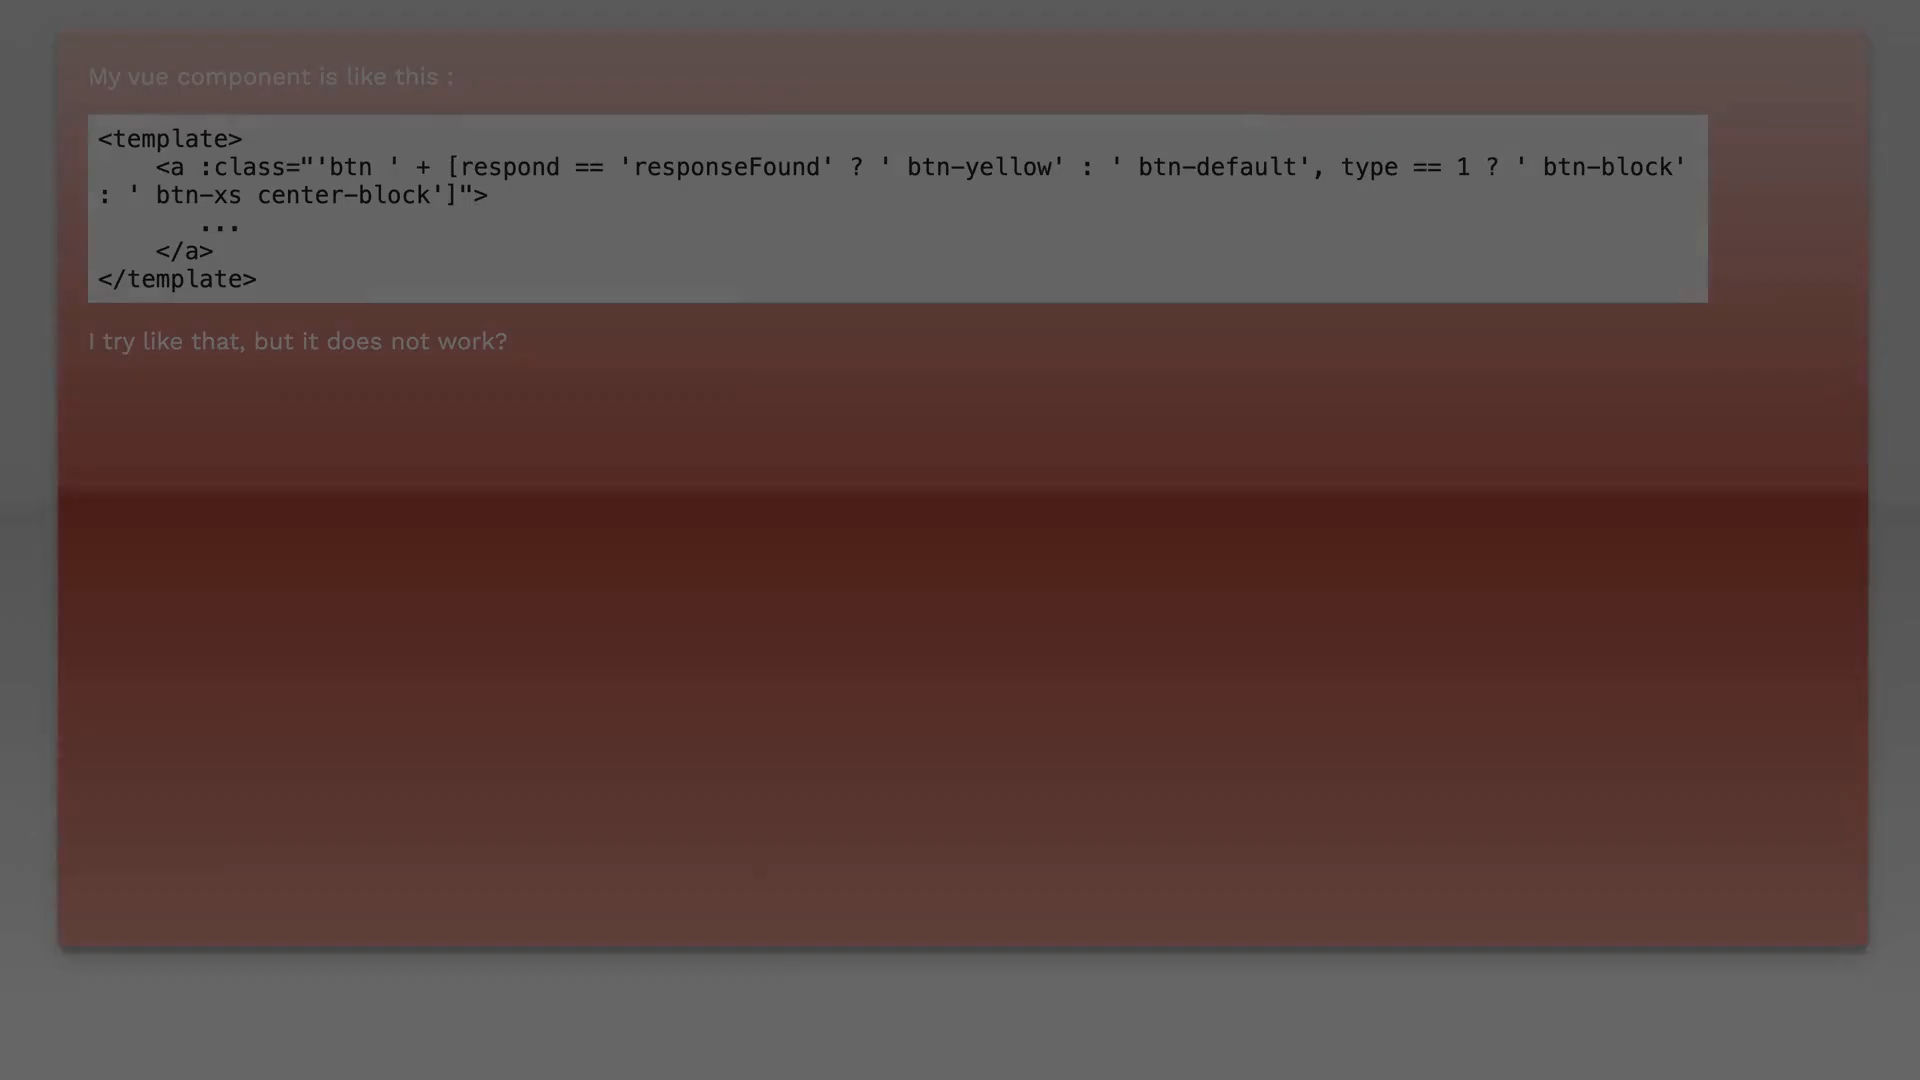 My vue component is like this :
<template>
    <a :class="'btn ' + [respond == 'responseFound' ? ' btn-yellow' : ' btn-default', type == 1 ? ' btn-block'
: ' btn-xs center-block']">
       ...
    </a>
</template>
I try like that, but it does not work?